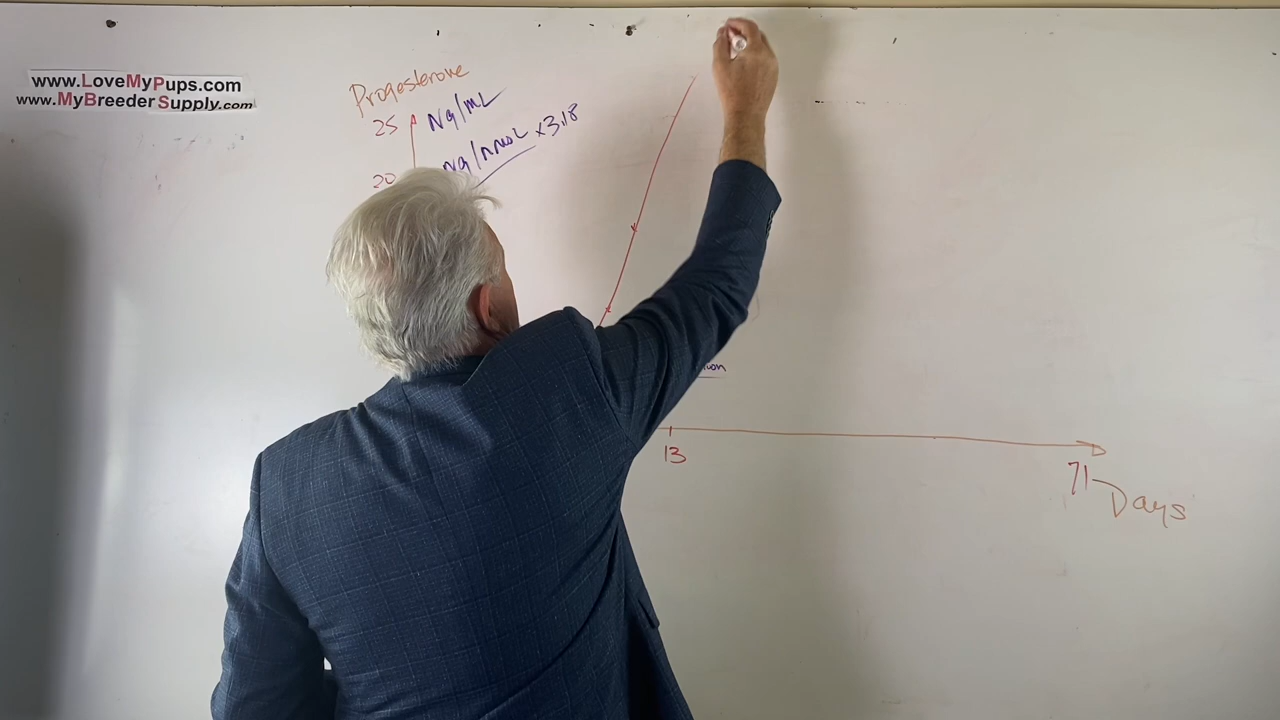 www.LoveMyPups.com
www.MyBreederSupply.com
Progesterone
25 Ng/mL
20 ng/nmoL x3.18
13
71
Days